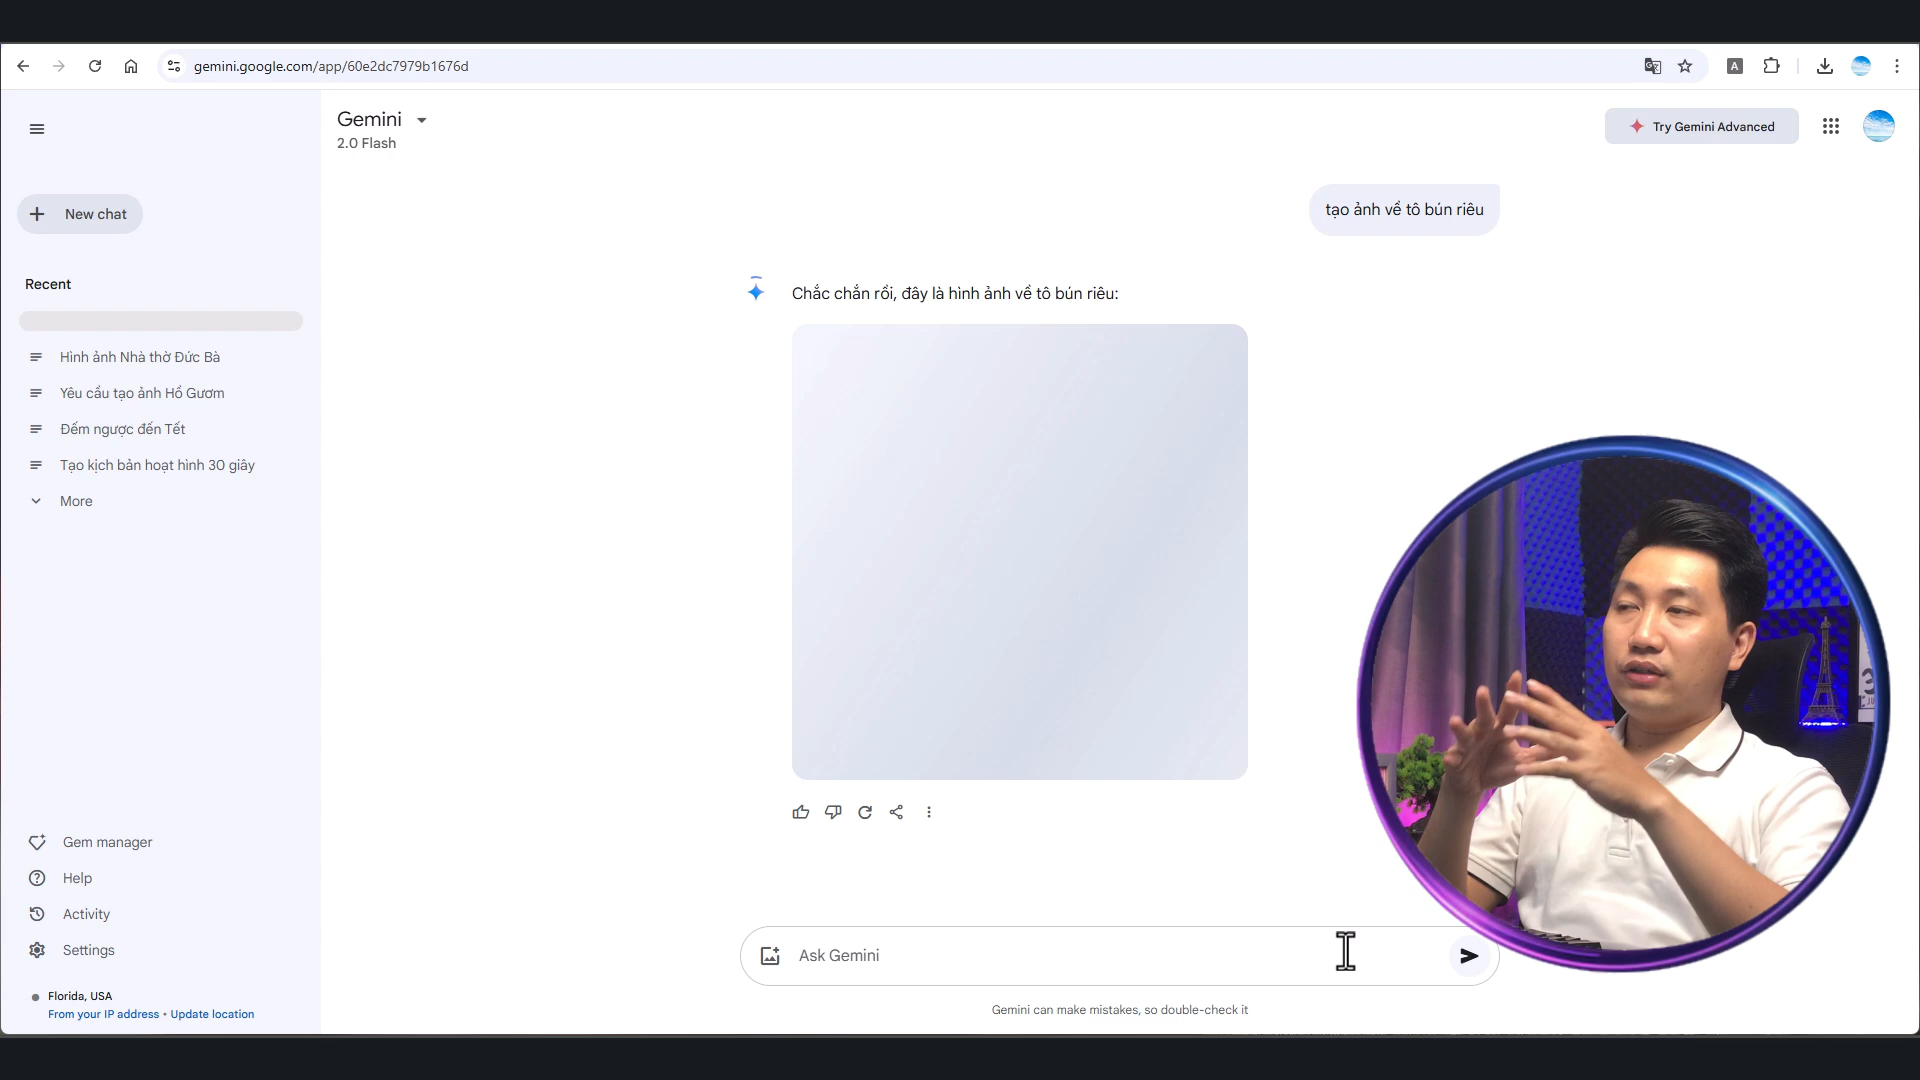 gemini.google.com/app/60e2dc7979b1676d
A
Gemini
2.0 Flash
Try Gemini Advanced
New chat
Recent
Hình ảnh Nhà thờ Đức Bà
Yêu cầu tạo ảnh Hồ Gươm
Đếm ngược đến Tết
Tạo kịch bản hoạt hình 30 giây
More
Gem manager
Help
Activity
Settings
Florida, USA
From your IP address • Update location
tạo ảnh về tô bún riêu
Chắc chắn rồi, đây là hình ảnh về tô bún riêu:
Ask Gemini
Gemini can make mistakes, so double-check it